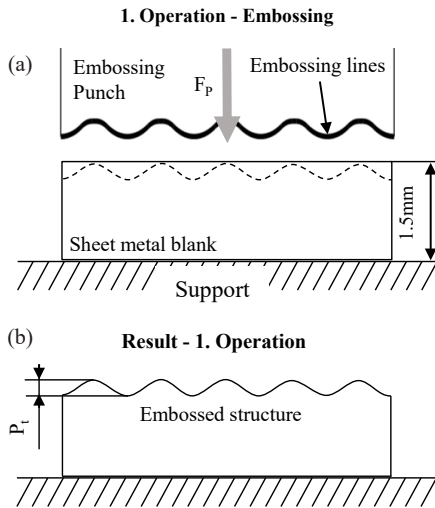 1. Operation - Embossing
(a)
Embossing
Punch
F_P
Embossing lines
1.5mm
Sheet metal blank
Support
(b)
Result - 1. Operation
P_t
Embossed structure